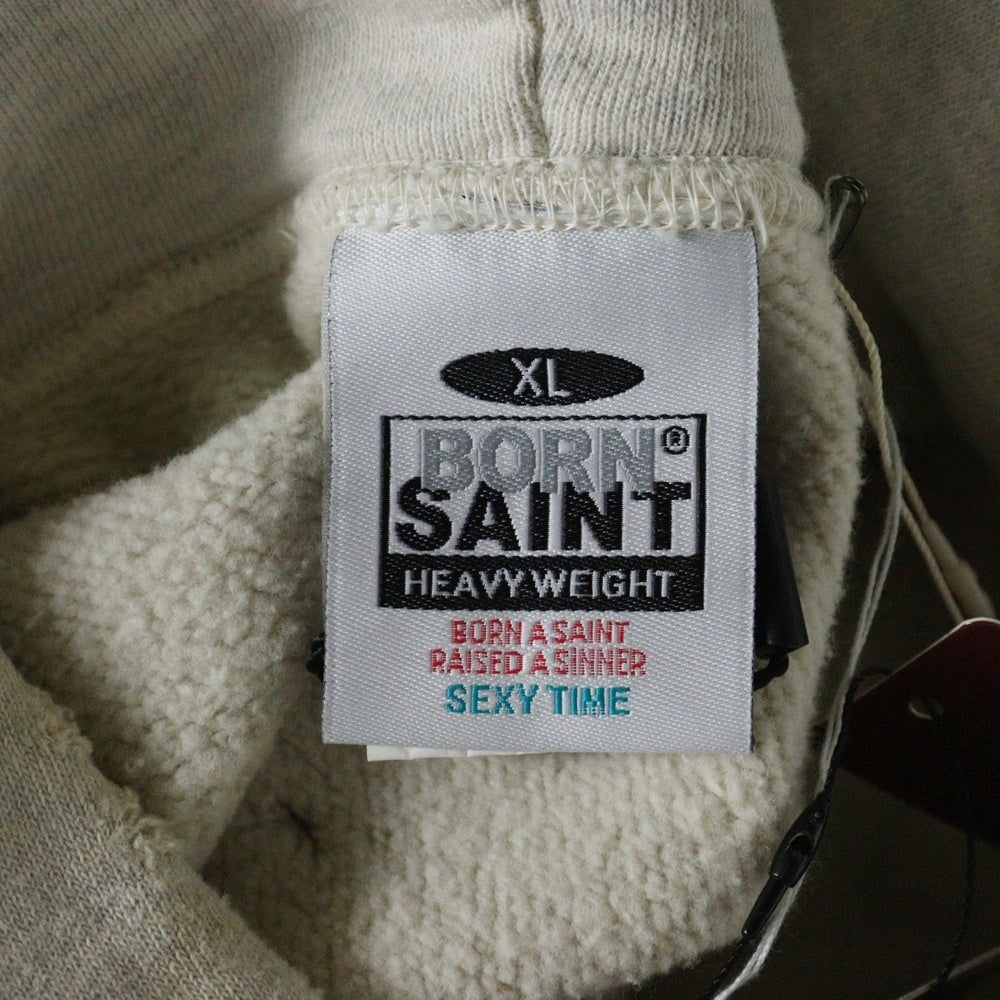 XL
BORN®
SAINT
HEAVY WEIGHT
BORN A SAINT
RAISED A SINNER
SEXY TIME